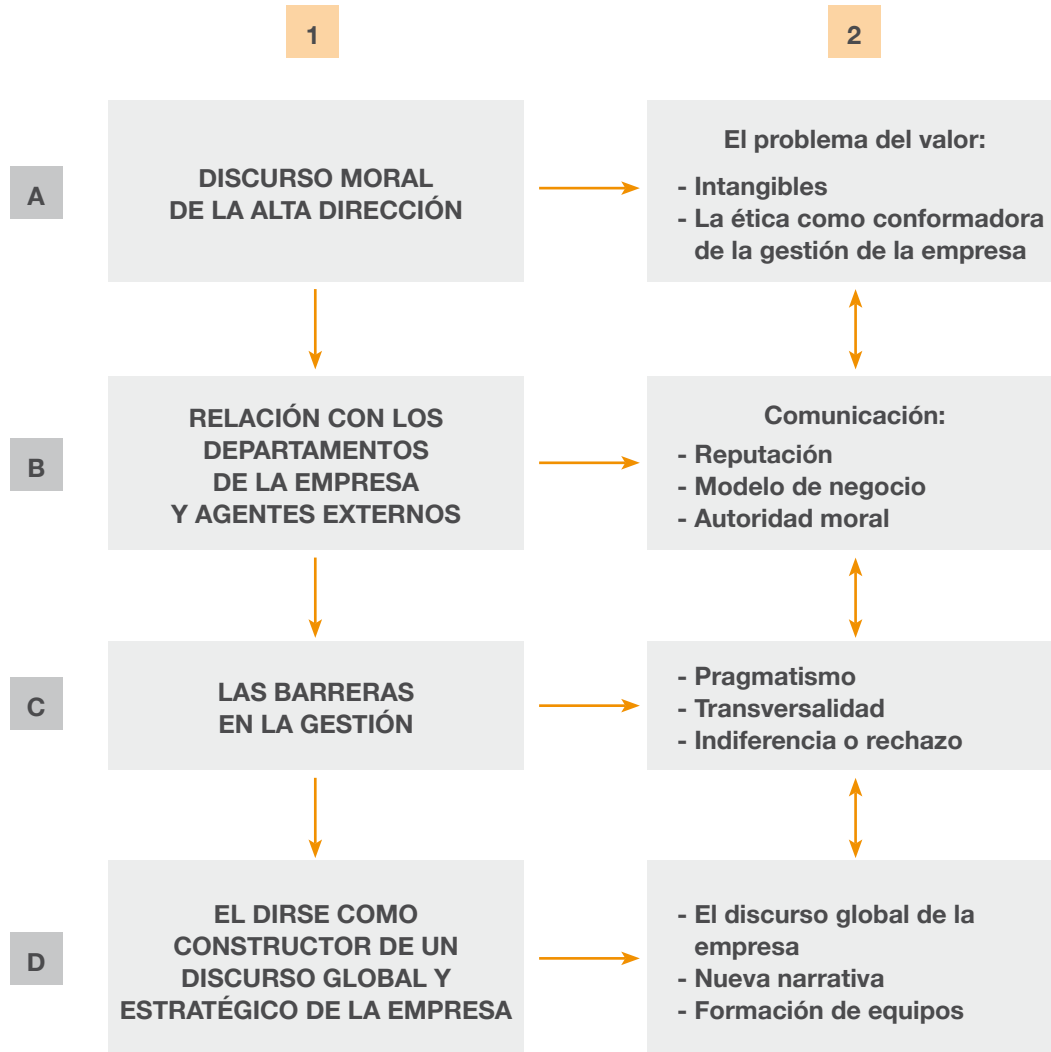 1
2
A
DISCURSO MORAL
DE LA ALTA DIRECCIÓN
El problema del valor:
- Intangibles
- La ética como conformadora
de la gestión de la empresa
B
RELACIÓN CON LOS
DEPARTAMENTOS
DE LA EMPRESA
Y AGENTES EXTERNOS
Comunicación:
- Reputación
- Modelo de negocio
- Autoridad moral
C
LAS BARRERAS
EN LA GESTIÓN
- Pragmatismo
- Transversalidad
- Indiferencia o rechazo
D
EL DIRSE COMO
CONSTRUCTOR DE UN
DISCURSO GLOBAL Y
ESTRATÉGICO DE LA EMPRESA
- El discurso global de la
empresa
- Nueva narrativa
- Formación de equipos